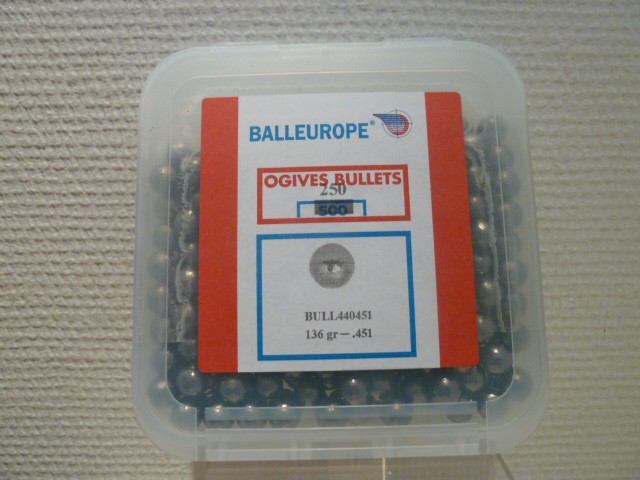 BALLEUROPE®
OGIVES BULLETS
250
500
BULL440451
136 gr – .451